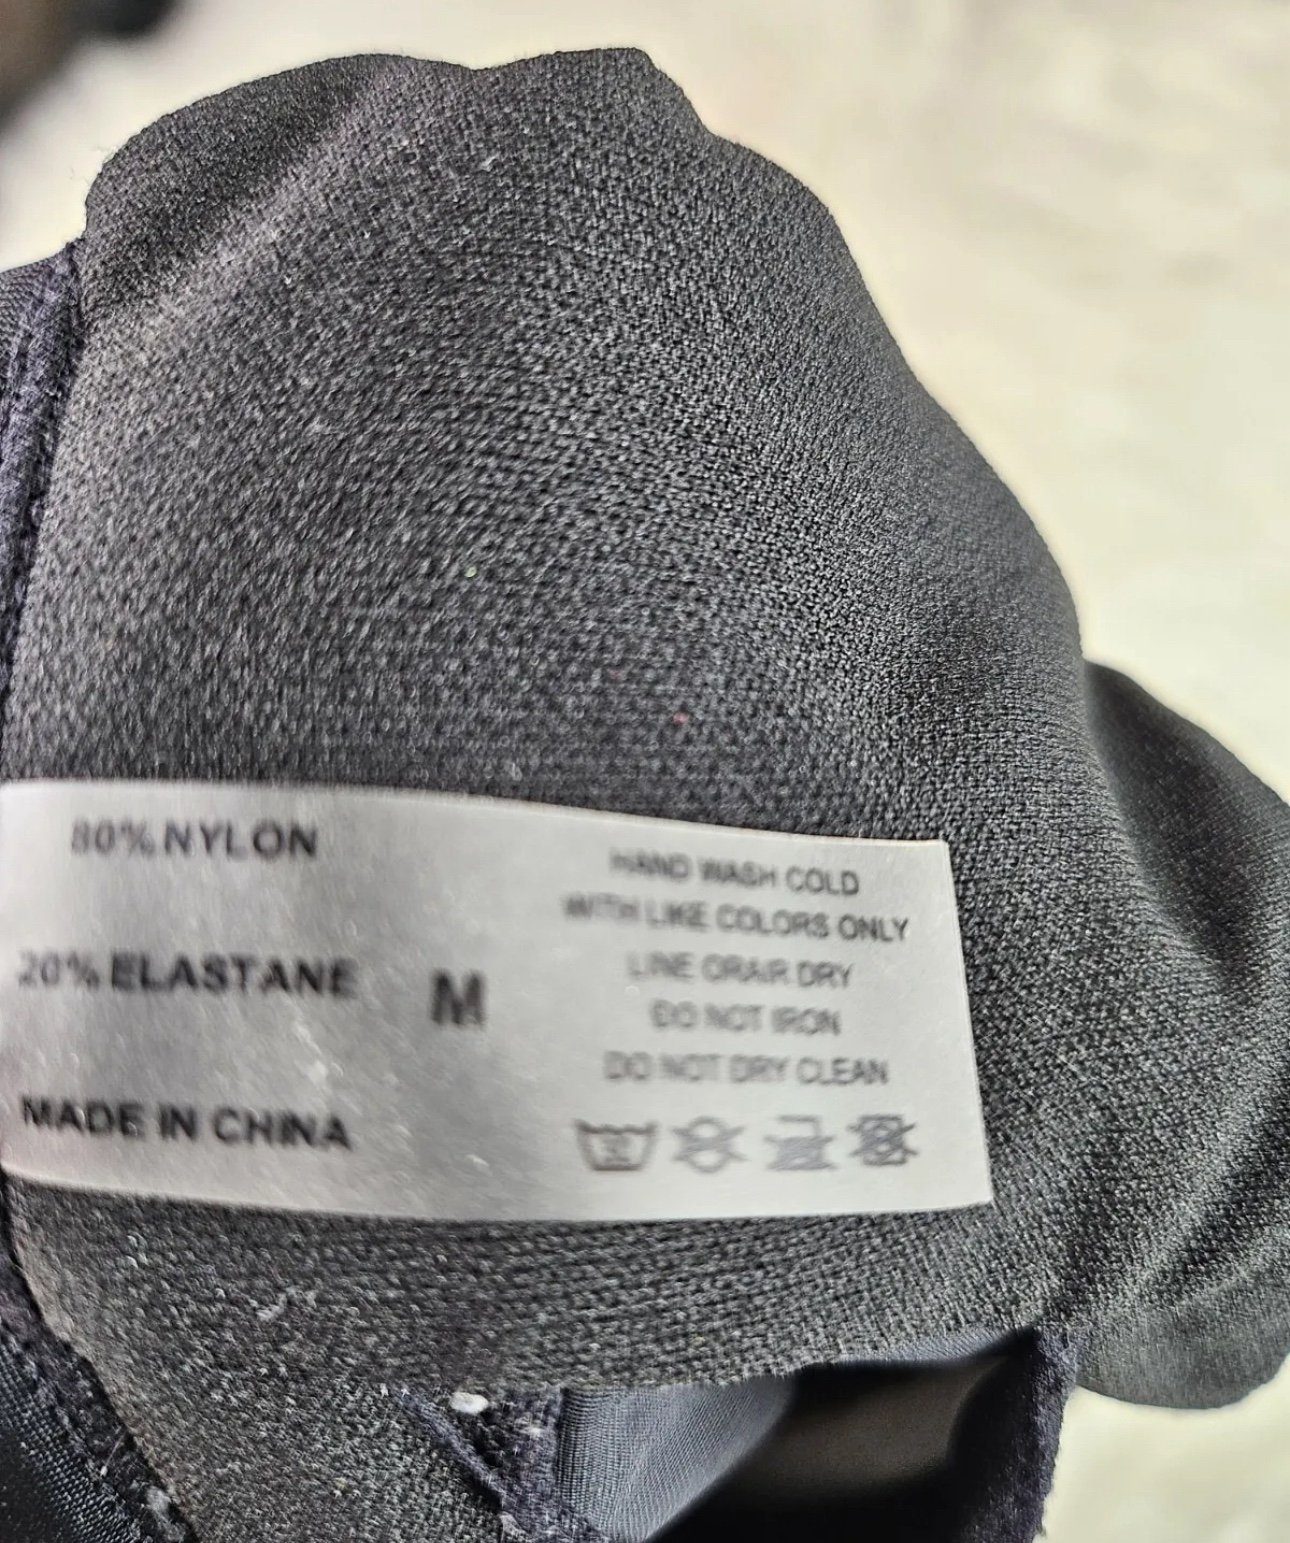 80% NYLON
20% ELASTANE
MADE IN CHINA
M
HAND WASH COLD
WITH LIKE COLORS ONLY
LINE ORAIR DRY
DO NOT IRON
DO NOT DRY CLEAN